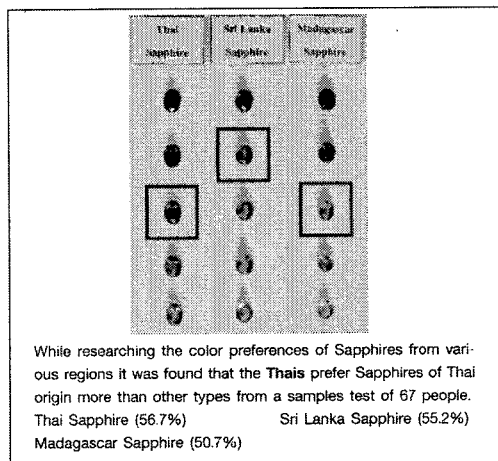 Thai Sri Lanka Madagascar
Sapphire Sapphire Sapphire
While researching the color preferences of Sapphires from vari-
ous regions it was found that the Thais prefer Sapphires of Thai
origin more than other types from a samples test of 67 people.
Thai Sapphire (56.7%) Sri Lanka Sapphire (55.2%)
Madagascar Sapphire (50.7%)